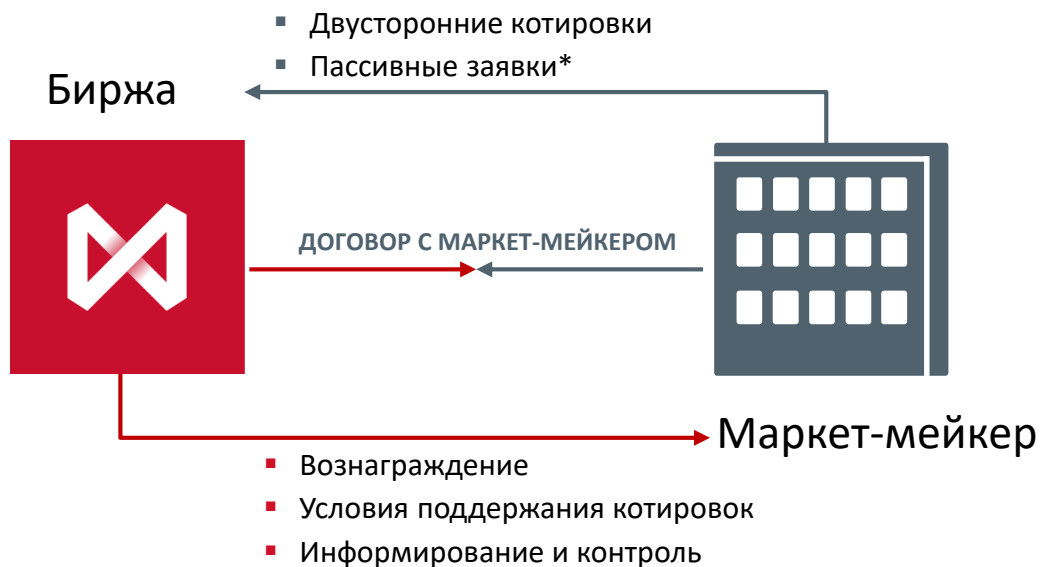 ▪ Двусторонние котировки
▪ Пассивные заявки*
Биржа
ДОГОВОР С МАРКЕТ-МЕЙКЕРОМ
Маркет-мейкер
▪ Вознаграждение
▪ Условия поддержания котировок
▪ Информирование и контроль